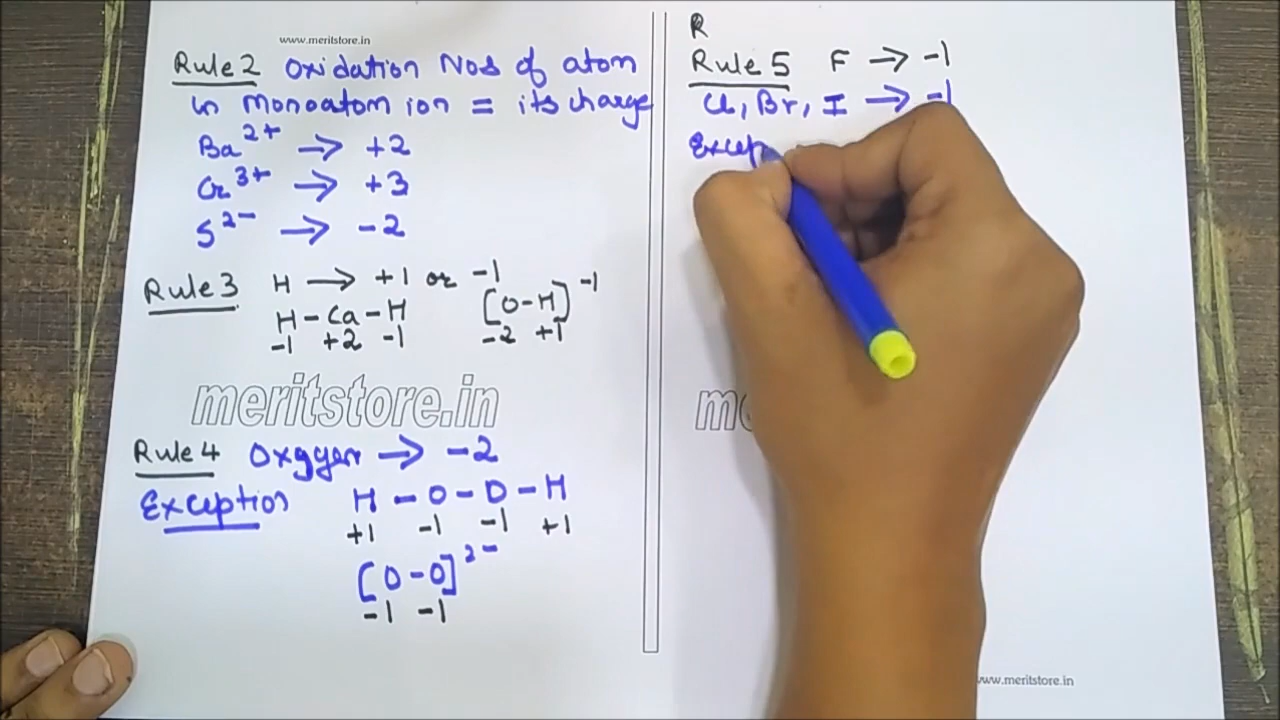 www.meritstore.in
Rule 2 Oxidation Nos of atom
in monoatom ion = its charge
Ba2+ → +2
Cr3+ → +3
S2- → -2
Rule 3 H → +1 or -1
H - Ca - H [O-H]-1
-1 +2 -1 -2 +1
meritstore.in
Rule 4 Oxygen → -2
Exception H - O - O - H
+1 -1 -1 +1
[O-O]2-
-1 -1
R
Rule 5 F → -1
Cl, Br, I → -1
Excep
www.meritstore.in